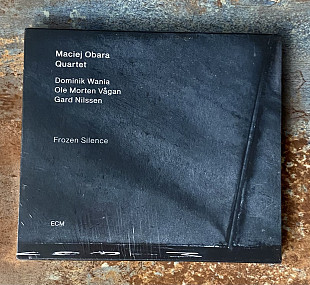 Maciej Obara
Quartet
Dominik Wania
Ole Morten Vågan
Gard Nilssen
Frozen Silence
ECM